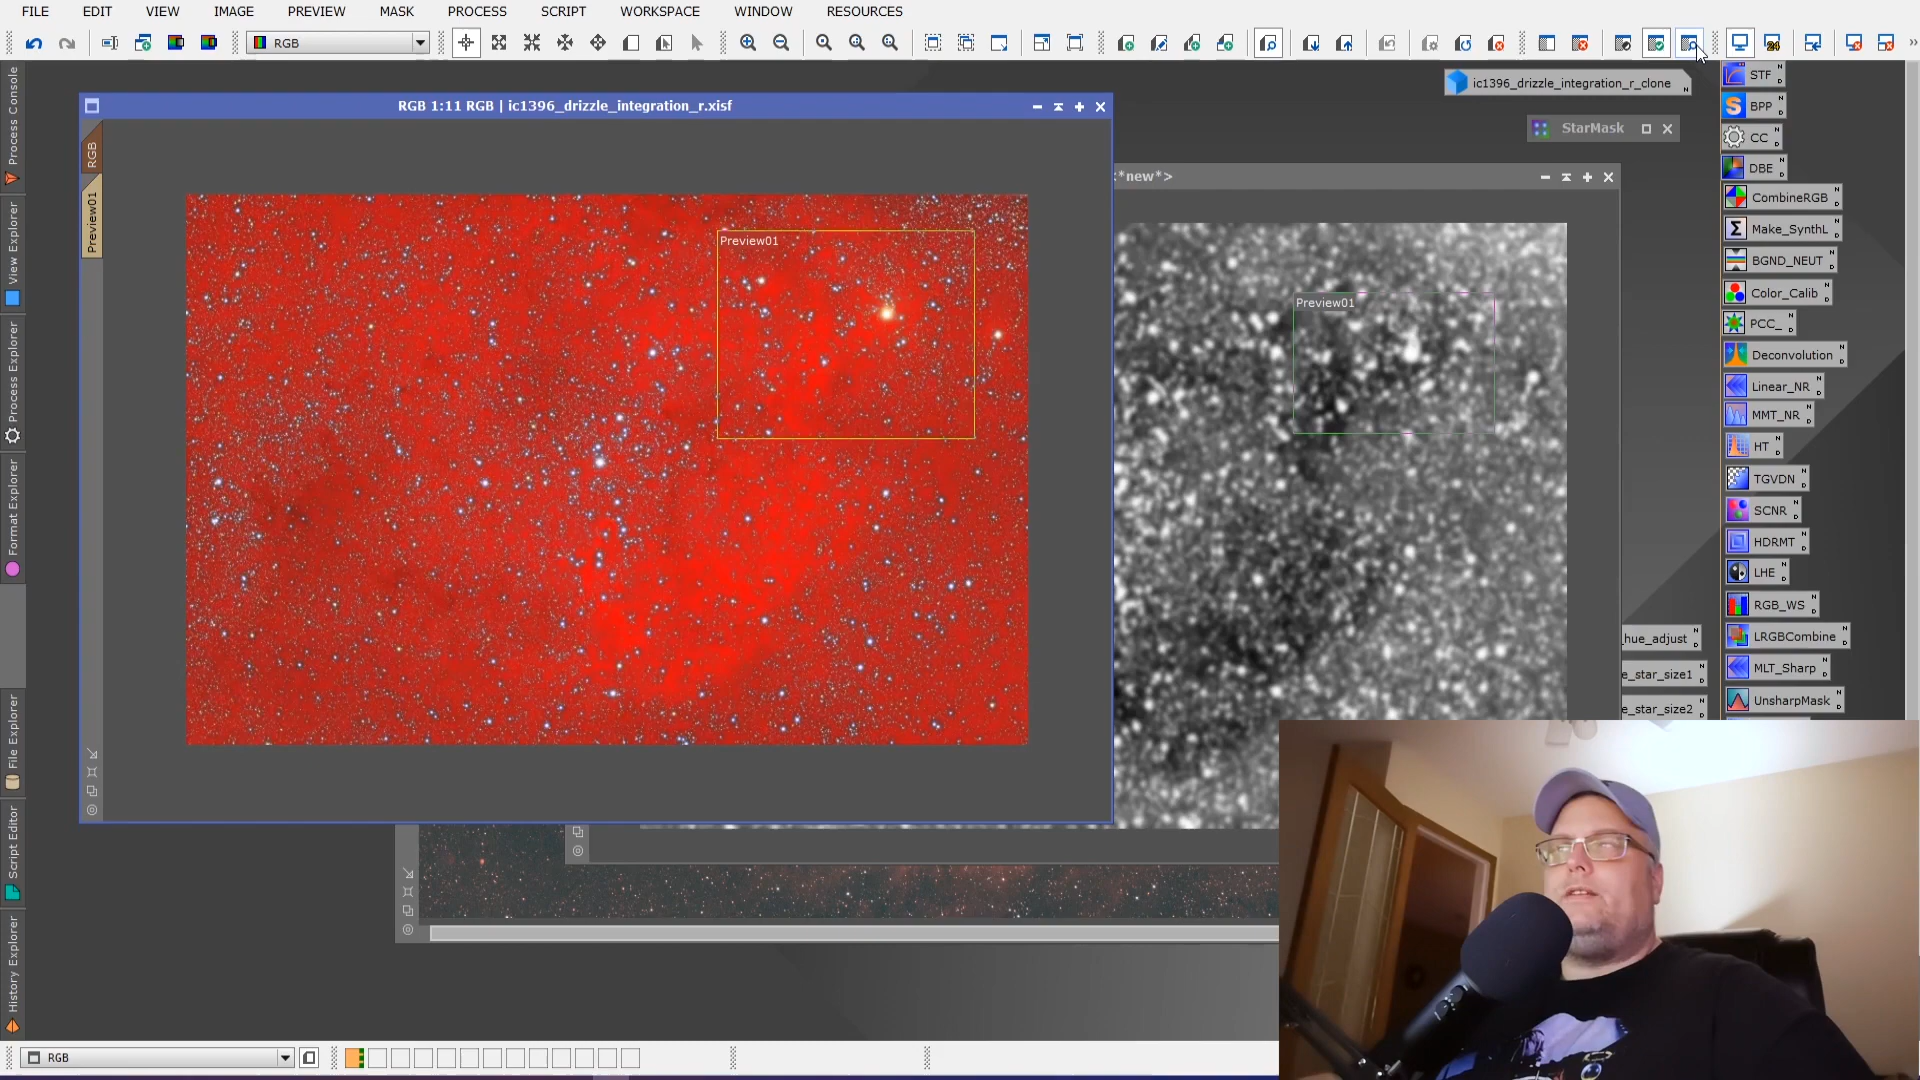 FILE EDIT VIEW IMAGE PREVIEW MASK PROCESS SCRIPT WORKSPACE WINDOW RESOURCES
RGB
Process Console
View Explorer
Process Explorer
Format Explorer
File Explorer
Script Editor
History Explorer
RGB 1:11 RGB | ic1396_drizzle_integration_r.xisf
RGB
Preview01
Preview01
ic1396_drizzle_integration_r_clone
StarMask
*new*>
Preview01
STF
BPP
CC
DBE
CombineRGB
Make_SynthL
BGND_NEUT
Color_Calib
PCC_
Deconvolution
Linear_NR
MMT_NR
HT
TGVDN
SCNR
HDRMT
LHE
RGB_WS
LRGBCombine
MLT_Sharp
UnsharpMask
hue_adjust
e_star_size1
e_star_size2
RGB